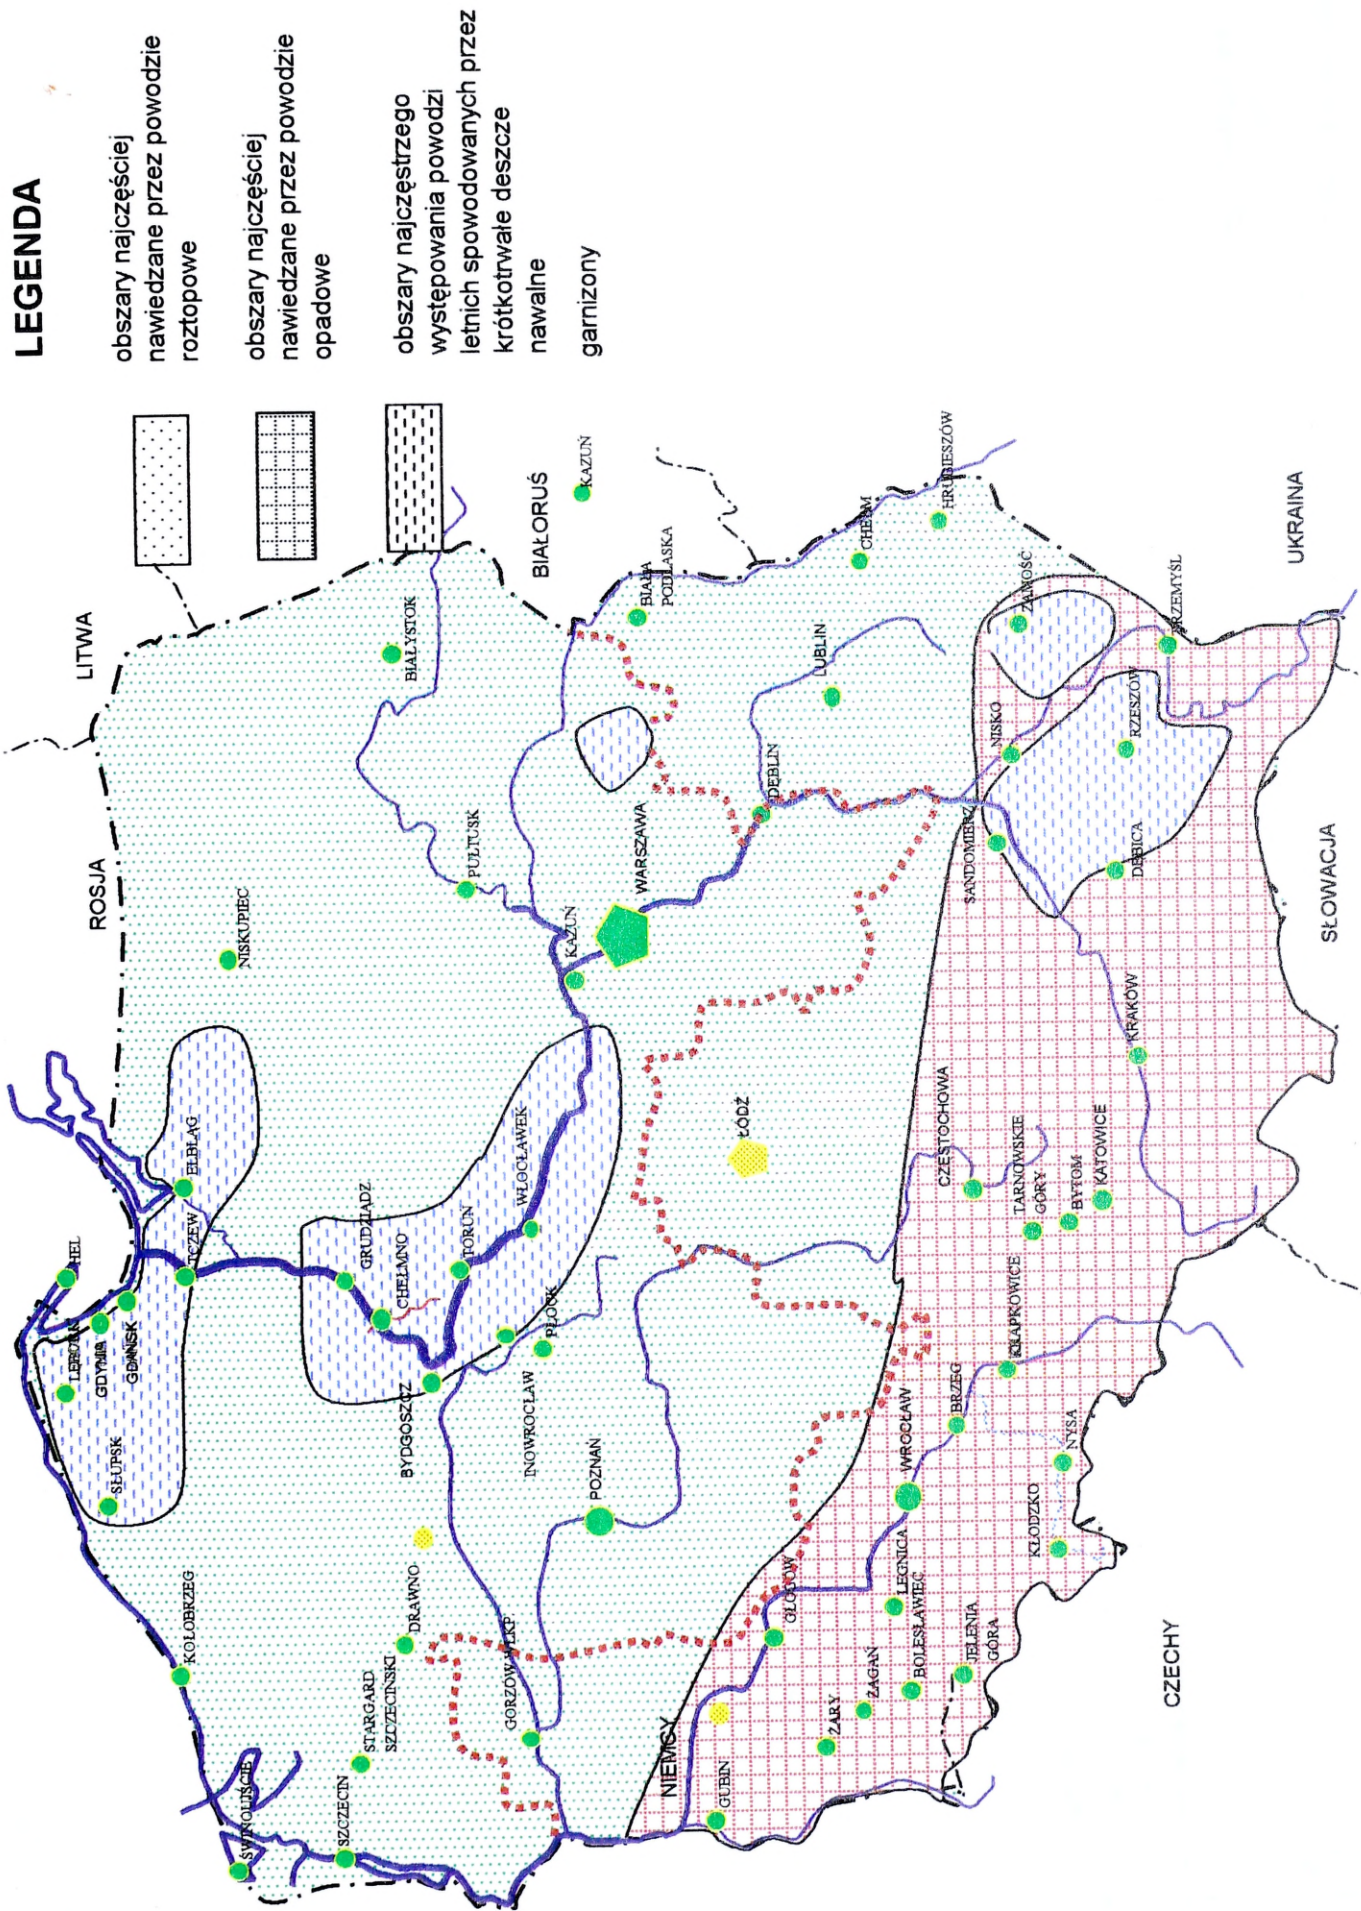 LEGENDA
obszary najczęściej
nawiedzane przez powodzie
roztopowe
obszary najczęściej
nawiedzane przez powodzie
opadowe
obszary najczęstrzego
występowania powodzi
letnich spowodowanych przez
krótkotrwałe deszcze
nawalne
garnizony
KAZUŃ
LITWA
ROSJA
BIAŁORUŚ
UKRAINA
SŁOWACJA
CZECHY
NIEMCY
HEL
LĘBORK
GDYNIA
GDAŃSK
SŁUPSK
KOŁOBRZEG
ŚWINOUJŚCIE
SZCZECIN
STARGARD
SZCZECIŃSKI
DRAWNO
TCZEW
ELBLĄG
NISKUPIEC
BIAŁYSTOK
GRUDZIĄDZ
CHEŁMNO
TORUŃ
BYDGOSZCZ
WŁOCŁAWEK
PŁOCK
INOWROCŁAW
PUŁTUSK
KAZUŃ
WARSZAWA
BIAŁA
PODLASKA
GORZÓW WLKP
POZNAŃ
ŁÓDŹ
DĘBLIN
LUBLIN
CHEŁM
HRUBIESZÓW
ZAMOŚĆ
GUBIN
ŻARY
ŻAGAŃ
GŁOGÓW
LEGNICA
BOLESŁAWIEC
JELENIA
GÓRA
WROCŁAW
BRZEG
KRAPKOWICE
NYSA
KŁODZKO
CZĘSTOCHOWA
TARNOWSKIE
GÓRY
BYTOM
KATOWICE
KRAKÓW
SANDOMIERZ
NISKO
DĘBICA
RZESZÓW
PRZEMYŚL